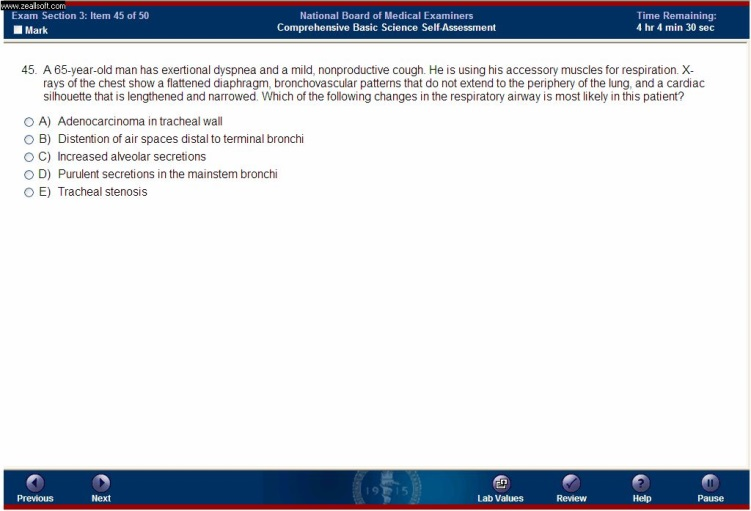 www.zeallsoft.com
Exam Section 3: Item 45 of 50
National Board of Medical Examiners
Time Remaining:
Mark
Comprehensive Basic Science Self-Assessment
4 hr 4 min 30 sec
45. A 65-year-old man has exertional dyspnea and a mild, nonproductive cough. He is using his accessory muscles for respiration. X-
rays of the chest show a flattened diaphragm, bronchovascular patterns that do not extend to the periphery of the lung, and a cardiac
silhouette that is lengthened and narrowed. Which of the following changes in the respiratory airway is most likely in this patient?
A) Adenocarcinoma in tracheal wall
B) Distention of air spaces distal to terminal bronchi
C) Increased alveolar secretions
D) Purulent secretions in the mainstem bronchi
E) Tracheal stenosis
1915
Previous
Next
Lab Values
Review
Help
Pause